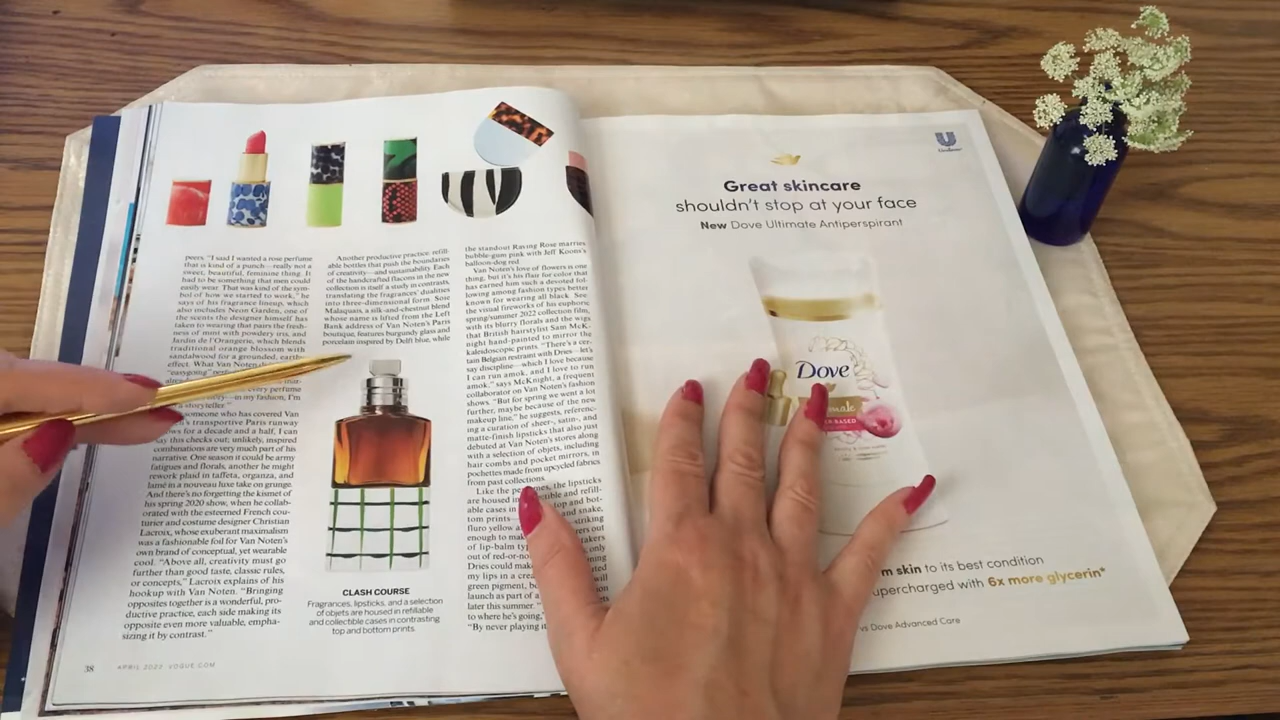 peers. "I said I wanted a rose perfume
that is kind of a punch—really not a
sweet, beautiful, feminine thing. It
had to be something that men could
easily wear. That was kind of the sym-
bol of how we started to work," he
says of his fragrance lineup, which
also includes Neon Garden, one of
the scents the designer himself has
taken to wearing that pairs the fresh-
ness of mint with powdery iris, and
Jardin de l'Orangerie, which blends
traditional orange blossom with
sandalwood for a grounded, earthy
effect. What Van Noten
"easygoing"
every perfume
—in my fashion, I'm
a storyteller."
someone who has covered Van
transportive Paris runway
for a decade and a half, I can
say this checks out; unlikely, inspired
combinations are very much part of his
narrative. One season it could be army
fatigues and florals, another he might
rework plaid in taffeta, organza, and
a nouveau luxe take on grunge.
And there's no forgetting the kismet of
his spring 2020 show, when he collab-
orated with the esteemed French cou-
turier and costume designer Christian
Lacroix, whose exuberant maximalism
was a fashionable foil for Van Noten's
own brand of conceptual, yet wearable
cool. "Above all, creativity must go
further than good taste, classic rules,
or concepts," Lacroix explains of his
hookup with Van Noten. "Bringing
opposites together is a wonderful, pro-
ductive practice, each side making its
opposite even more valuable, empha-
sizing it by contrast."
Another productive practice: refill-
able bottles that push the boundaries
of creativity—and sustainability. Each
of the handcrafted flacons in the new
collection is itself a study in contrasts,
translating the fragrances' dualities
into three-dimensional form. Soie
Malaquais, a silk-and-chestnut blend
whose name is lifted from the Left
Bank address of Van Noten's Paris
boutique, features burgundy glass and
porcelain inspired by Delft blue, while
CLASH COURSE
Fragrances, lipsticks, and a selection
of objets are housed in refillable
and collectible cases in contrasting
top and bottom prints.
the standout Raving Rose marries
bubble-gum pink with Jeff Koons's
balloon-dog red.
Van Noten's love of flowers is one
thing, but it's his flair for color that
has earned him such a devoted fol-
lowing among fashion types better
known for wearing all black. See:
the visual fireworks of his euphoric
spring/summer 2022 collection film,
with its blurry florals and the wigs
that British hairstylist Sam McK-
night hand-painted to mirror the
kaleidoscopic prints. "There's a cer-
tain Belgian restraint with Dries—let's
say discipline—which I love because
I can run amok, and I love to run
amok," says McKnight, a frequent
collaborator on Van Noten's fashion
shows. "But for spring we went a lot
further, maybe because of the new
makeup line," he suggests, referenc-
ing a curation of sheer-, satin-, and
matte-finish lipsticks that also just
debuted at Van Noten's stores along
with a selection of objects, including
hair combs and pocket mirrors, in
pochettes made from upcycled fabrics
from past collections.
Like the perfumes, the lipsticks
are housed in and refill-
able cases in top and bot-
tom prints— and snake,
fluro yellow striking
enough to make
of lip-balm
out of red-or-no only
Dries could make
my lips in a
green pigment,
launch as part of a will
later this summer."
to where he's going,"
"By never playing it
38 APRIL 2022 VOGUE.COM
Unilever
Great skincare
shouldn't stop at your face
New Dove Ultimate Antiperspirant
Dove
BASED
skin to its best condition
supercharged with 6x more glycerin*
vs Dove Advanced Care